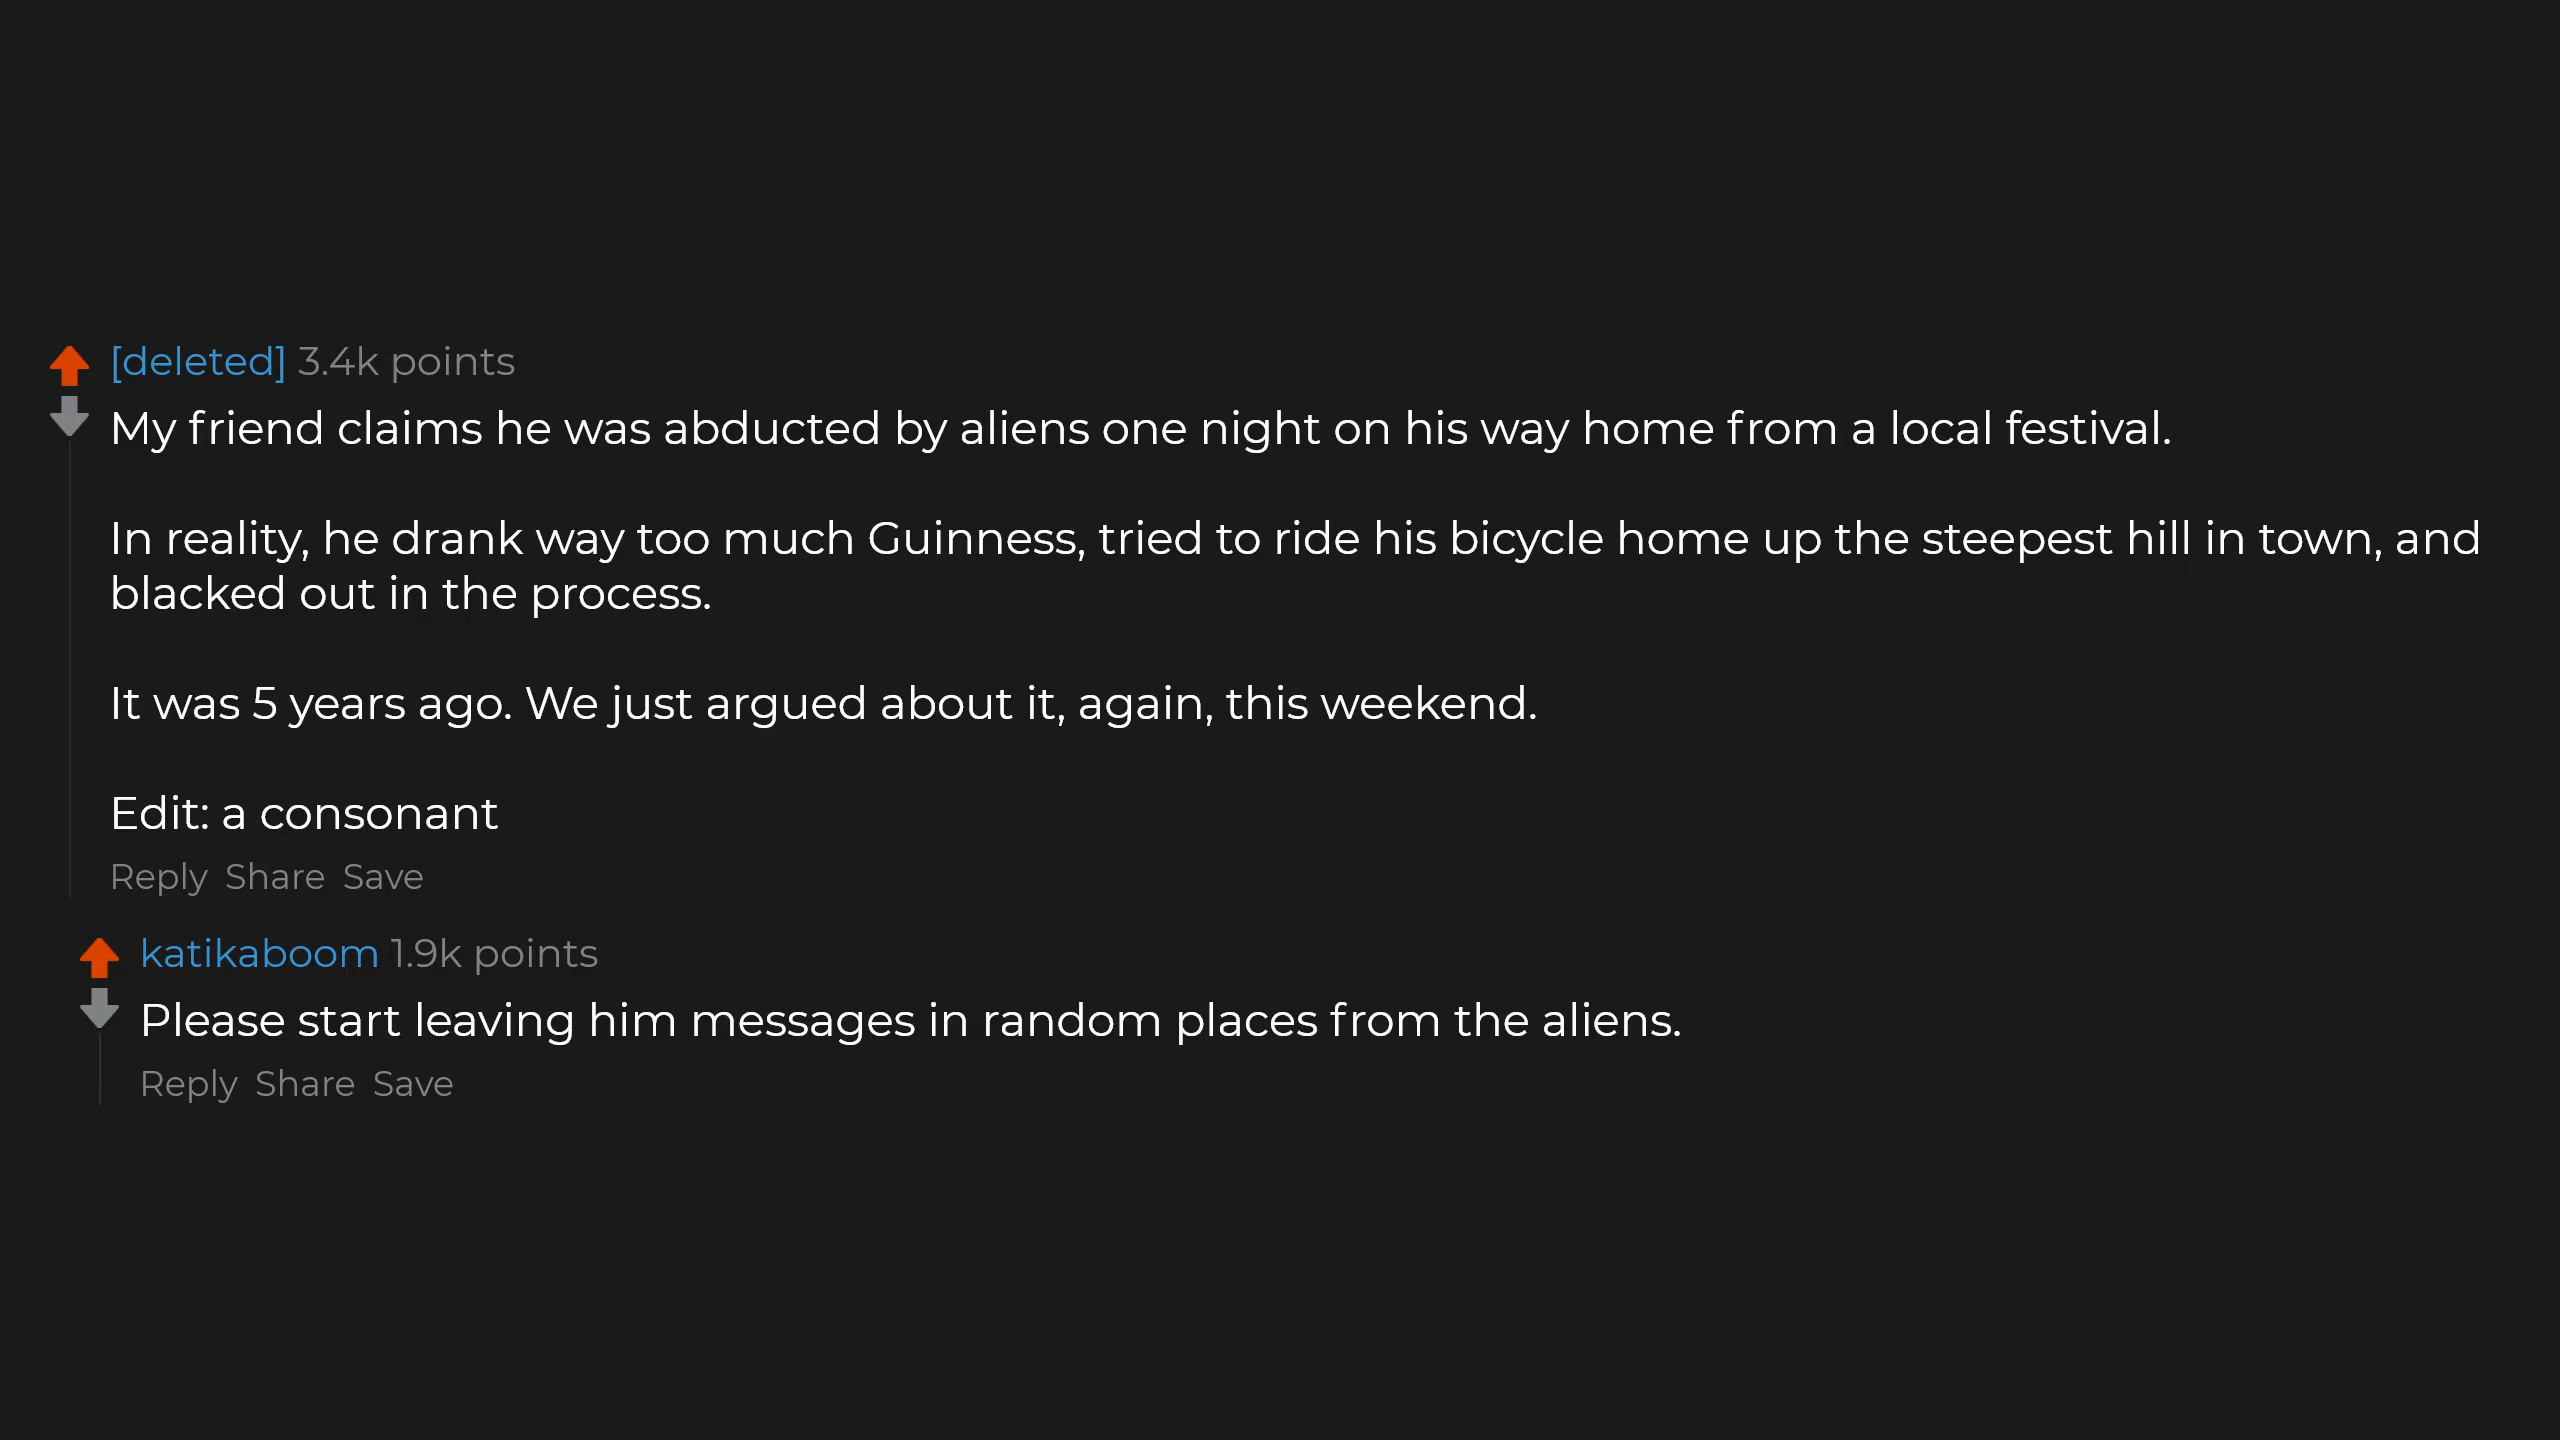 [deleted] 3.4k points
My friend claims he was abducted by aliens one night on his way home from a local festival.
In reality, he drank way too much Guinness, tried to ride his bicycle home up the steepest hill in town, and
blacked out in the process.
It was 5 years ago. We just argued about it, again, this weekend.
Edit: a consonant
Reply Share Save
katikaboom 1.9k points
Please start leaving him messages in random places from the aliens.
Reply Share Save